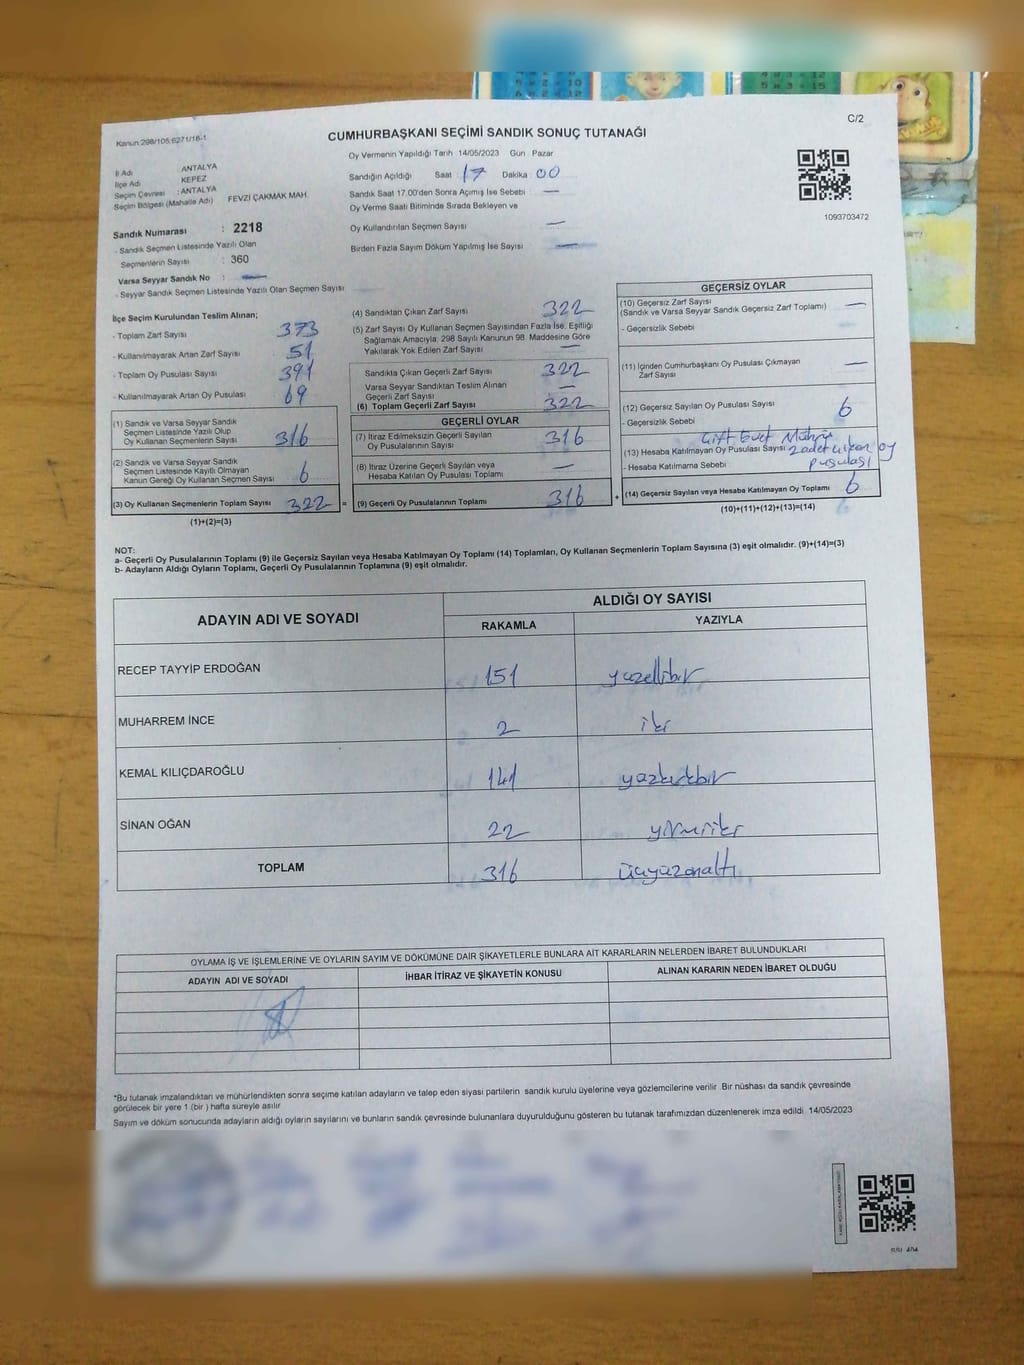 C/2
Kanun:298/105.6271/18-1
CUMHURBAŞKANI SEÇİMİ SANDIK SONUÇ TUTANAĞI
İl Adı ANTALYA
İlçe Adı KEPEZ
Seçim Çevresi : ANTALYA
Seçim Bölgesi (Mahalle Adı) FEVZİ ÇAKMAK MAH.
Sandık Numarası : 2218
- Sandık Seçmen Listesinde Yazılı Olan
Seçmenlerin Sayısı : 360
Varsa Seyyar Sandık No :
- Seyyar Sandık Seçmen Listesinde Yazılı Olan Seçmen Sayısı
Oy Vermenin Yapıldığı Tarih 14/05/2023 Gün Pazar
Sandığın Açıldığı Saat 17 Dakika 00
Sandık Saat 17.00'den Sonra Açımış İse Sebebi —
Oy Verme Saati Bitiminde Sırada Bekleyen ve
Oy Kullandırılan Seçmen Sayısı —
Birden Fazla Sayım Döküm Yapılmış İse Sayısı —
1093703472
İlçe Seçim Kurulundan Teslim Alınan;
- Toplam Zarf Sayısı 373
- Kullanılmayarak Artan Zarf Sayısı 51
- Toplam Oy Pusulası Sayısı 391
- Kullanılmayarak Artan Oy Pusulası 69
(1) Sandık ve Varsa Seyyar Sandık
Seçmen Listesinde Yazılı Olup
Oy Kullanan Seçmenlerin Sayısı 316
(2) Sandık ve Varsa Seyyar Sandık
Seçmen Listesinde Kayıtlı Olmayan
Kanun Gereği Oy Kullanan Seçmen Sayısı 6
(3) Oy Kullanan Seçmenlerin Toplam Sayısı 322 =
(1)+(2)=(3)
(4) Sandıktan Çıkan Zarf Sayısı 322
(5) Zarf Sayısı Oy Kullanan Seçmen Sayısından Fazla İse, Eşitliği
Sağlamak Amacıyla, 298 Sayılı Kanunun 98. Maddesine Göre
Yakılarak Yok Edilen Zarf Sayısı —
Sandıkta Çıkan Geçerli Zarf Sayısı 322
Varsa Seyyar Sandıktan Teslim Alınan
Geçerli Zarf Sayısı —
(6) Toplam Geçerli Zarf Sayısı 322
GEÇERLİ OYLAR
(7) İtiraz Edilmeksizin Geçerli Sayılan
Oy Pusulasının Sayısı 316
(8) İtiraz Üzerine Geçerli Sayılan veya
Hesaba Katılan Oy Pusulası Toplamı —
(9) Geçerli Oy Pusulalarının Toplamı 316 +
GEÇERSİZ OYLAR
(10) Geçersiz Zarf Sayısı
(Sandık ve Varsa Seyyar Sandık Geçersiz Zarf Toplamı) —
- Geçersizlik Sebebi
(11) İçinden Cumhurbaşkanı Oy Pusulası Çıkmayan
Zarf Sayısı —
(12) Geçersiz Sayılan Oy Pusulası Sayısı 6
- Geçersizlik Sebebi
Çift Evet Mührü
(13) Hesaba Katılmayan Oy Pusulası Sayısı 2 adet çıkan oy
- Hesaba Katılmama Sebebi pusulası
(14) Geçersiz Sayılan veya Hesaba Katılmayan Oy Toplamı 6
(10)+(11)+(12)+(13)=(14)
NOT:
a- Geçerli Oy Pusulalarının Toplamı (9) ile Geçersiz Sayılan veya Hesaba Katılmayan Oy Toplamı (14) Toplamları, Oy Kullanan Seçmenlerin Toplam Sayısına (3) eşit olmalıdır. (9)+(14)=(3)
b- Adayların Aldığı Oyların Toplamı, Geçerli Oy Pusulalarının Toplamına (9) eşit olmalıdır.
ADAYIN ADI VE SOYADI ALDIĞI OY SAYISI
RAKAMLA YAZIYLA
RECEP TAYYİP ERDOĞAN 151 yüzellibir
MUHARREM İNCE 2 iki
KEMAL KILIÇDAROĞLU 141 yüzkırkbir
SİNAN OĞAN 22 yirmiiki
TOPLAM 316 üçyüzonaltı
OYLAMA İŞ VE İŞLEMLERİNE VE OYLARIN SAYIM VE DÖKÜMÜNE DAİR ŞİKAYETLERLE BUNLARA AİT KARARLARIN NELERDEN İBARET BULUNDUKLARI
ADAYIN ADI VE SOYADI İHBAR İTİRAZ VE ŞİKAYETİN KONUSU ALINAN KARARIN NEDEN İBARET OLDUĞU
*Bu tutanak imzalandıktan ve mühürlendikten sonra seçime katılan adayların ve talep eden siyasi partilerin sandık kurulu üyelerine veya gözlemcilerine verilir. Bir nüshası da sandık çevresinde
görülecek bir yere 1 (bir) hafta süreyle asılır
Sayım ve döküm sonucunda adayların aldığı oyların sayılarını ve bunların sandık çevresinde bulunanlara duyurulduğunu gösteren bu tutanak tarafımızdan düzenlenerek imza edildi. 14/05/2023